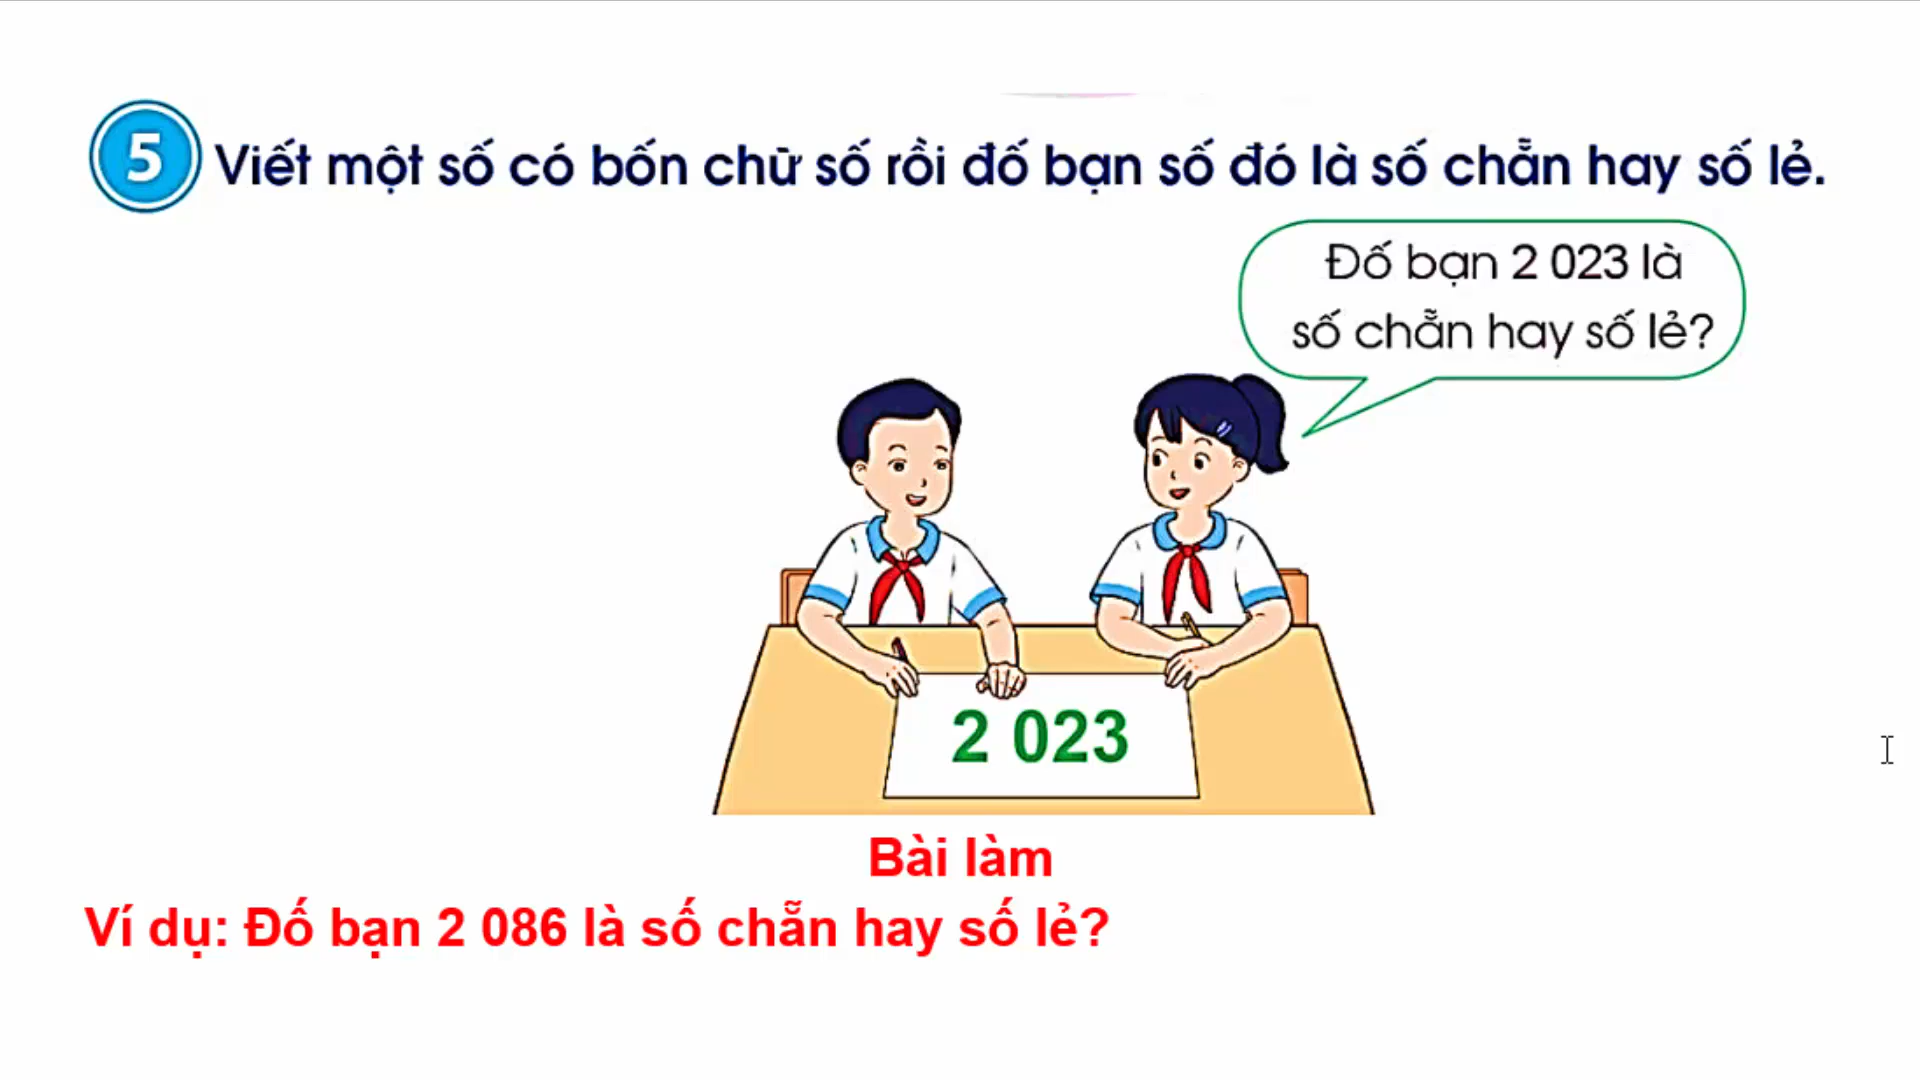 5 Viết một số có bốn chữ số rồi đố bạn số đó là số chẵn hay số lẻ.
Đố bạn 2 023 là
số chẵn hay số lẻ?
2 023
Bài làm
Ví dụ: Đố bạn 2 086 là số chẵn hay số lẻ?